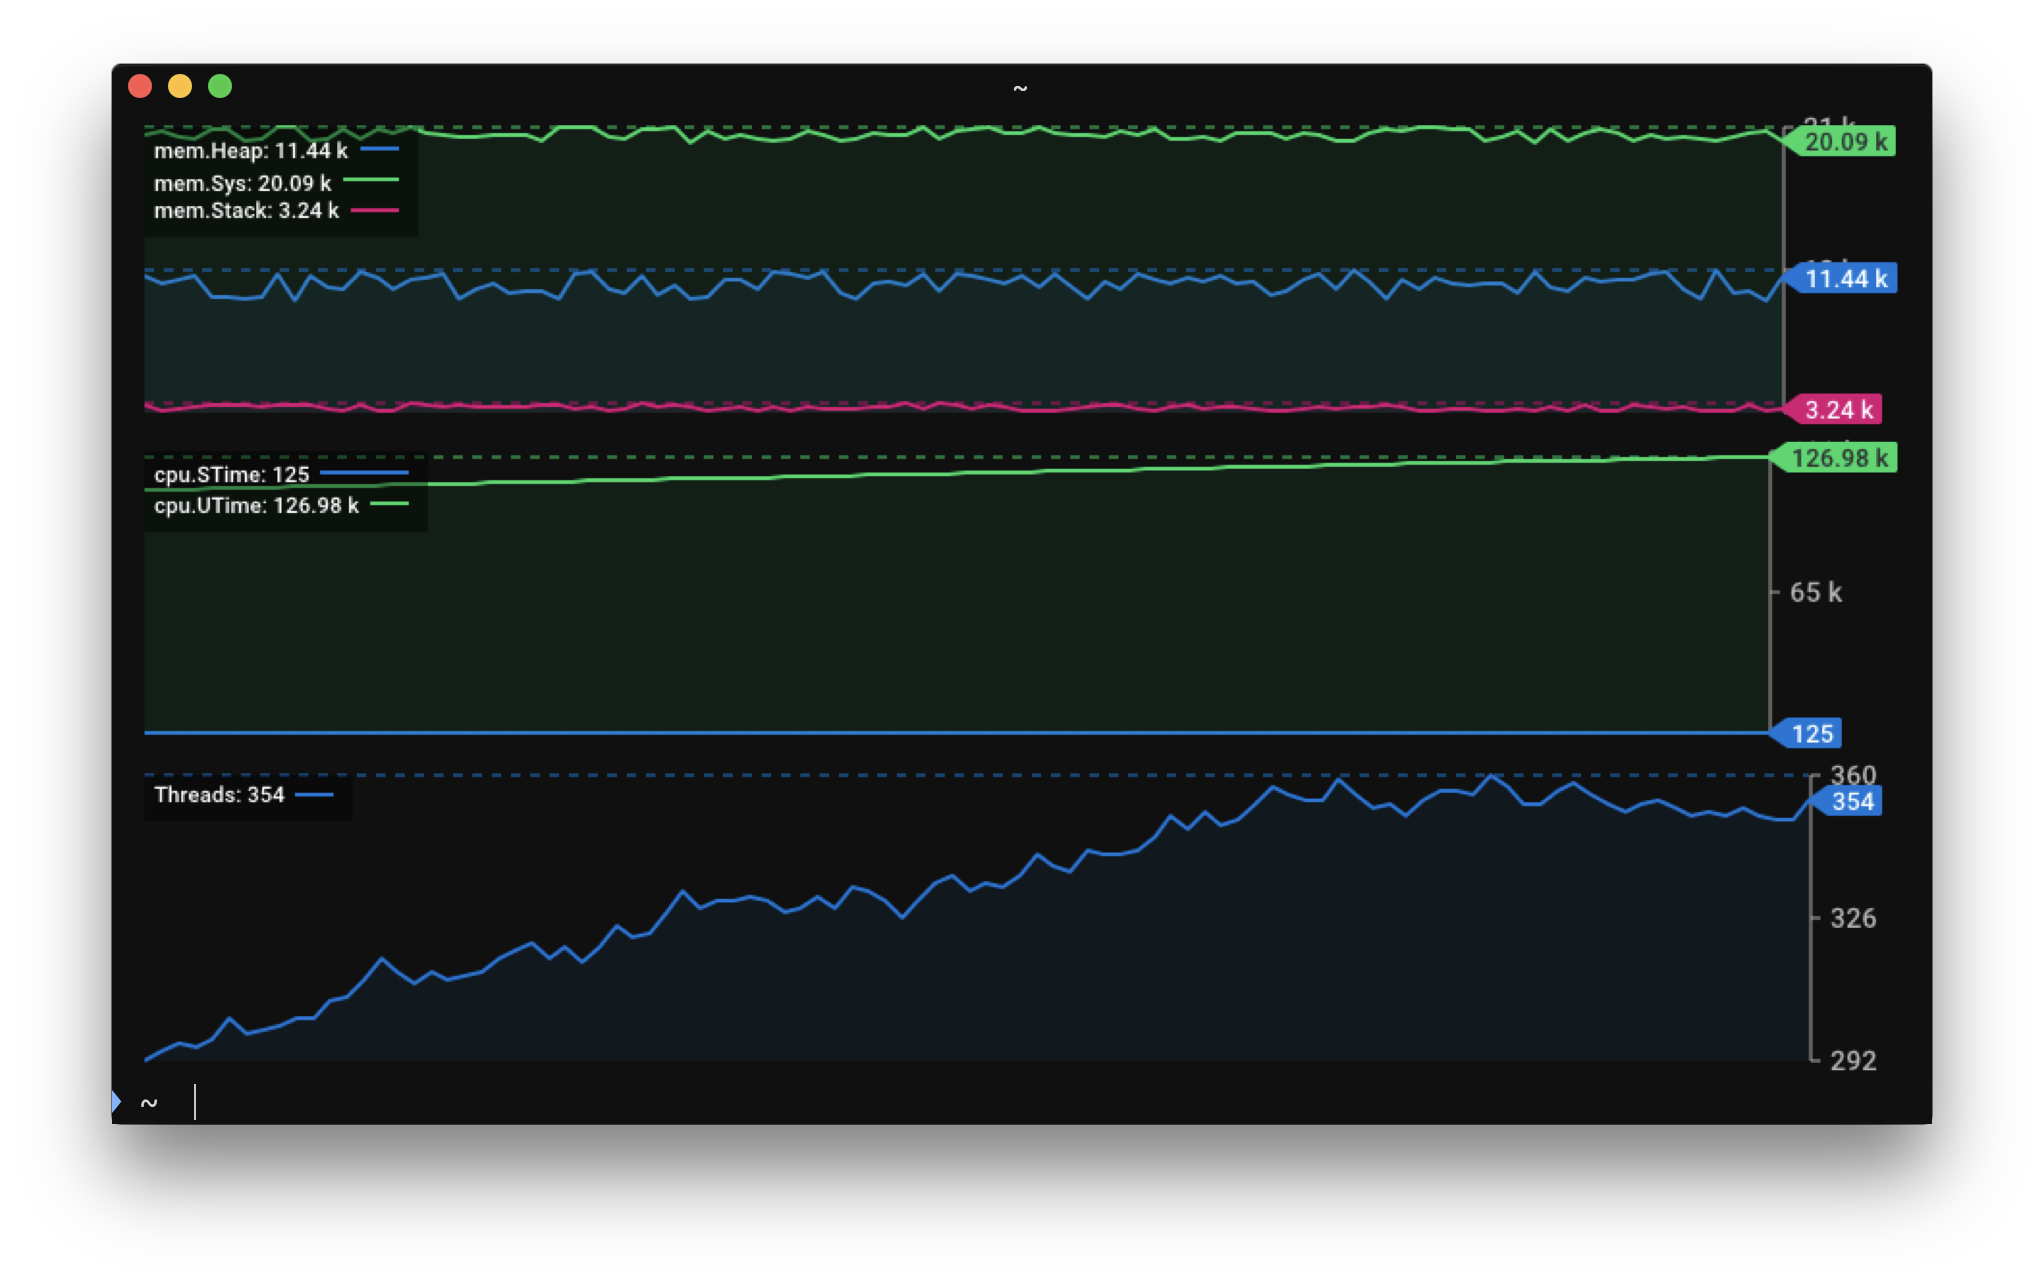 ~
21 k
mem.Heap: 11.44 k
20.09 k
mem.Sys: 20.09 k
mem.Stack: 3.24 k
11.44 k
3.24 k
cpu.STime: 125
126.98 k
cpu.UTime: 126.98 k
65 k
125
360
Threads: 354
354
326
292
~